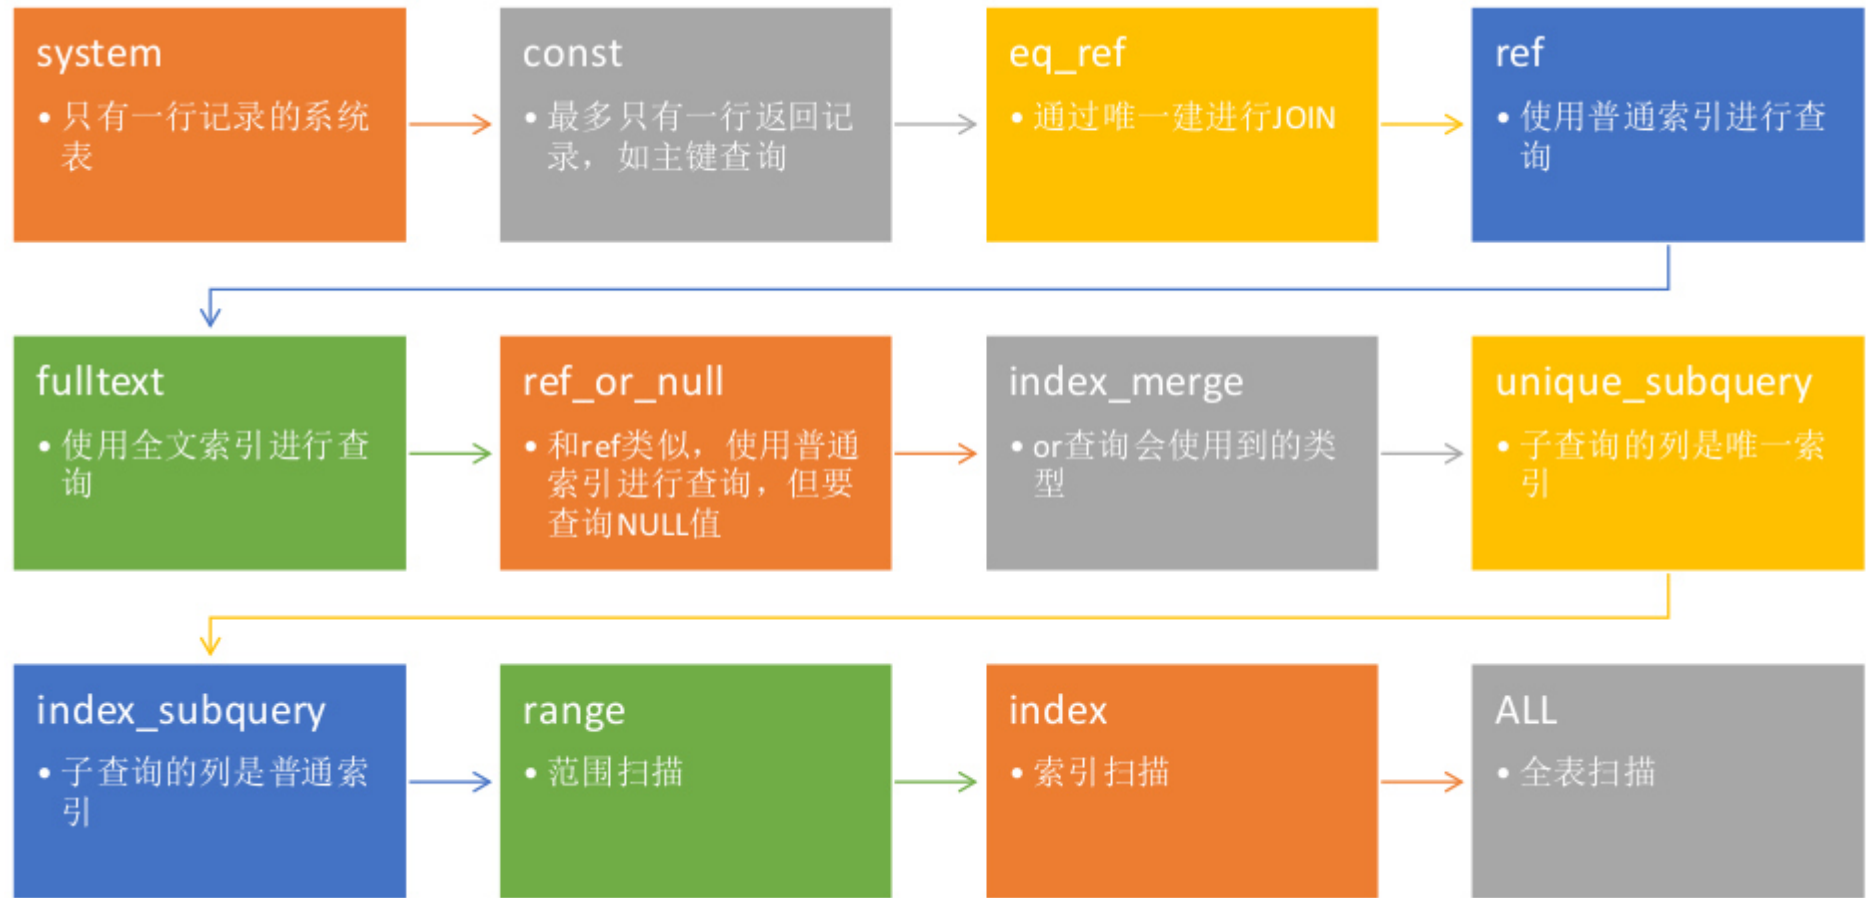 system
• 只有一行记录的系统
表
const
• 最多只有一行返回记
录，如主键查询
eq_ref
• 通过唯一建进行JOIN
ref
• 使用普通索引进行查
询
fulltext
• 使用全文索引进行查
询
ref_or_null
• 和ref类似，使用普通
索引进行查询，但要
查询NULL值
index_merge
• or查询会使用到的类
型
unique_subquery
• 子查询的列是唯一索
引
index_subquery
• 子查询的列是普通索
引
range
• 范围扫描
index
• 索引扫描
ALL
• 全表扫描